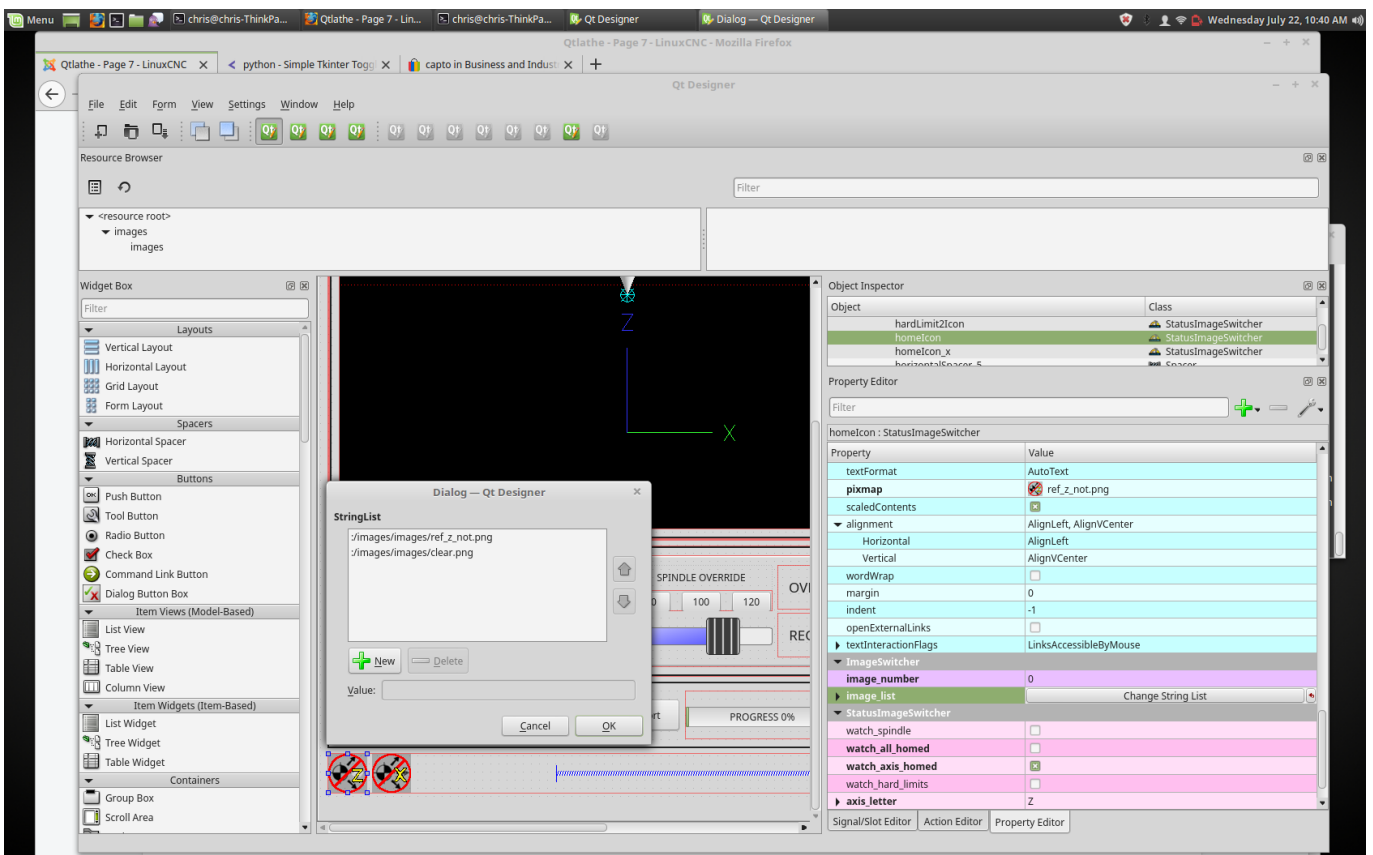 Menu chris@chris-ThinkPa... Qtlathe - Page 7 - Lin... chris@chris-ThinkPa... Qt Designer Dialog — Qt Designer Wednesday July 22, 10:40 AM
Qtlathe - Page 7 - LinuxCNC - Mozilla Firefox
Qtlathe - Page 7 - LinuxCNC python - Simple Tkinter Toggl capto in Business and Indust
Qt Designer
File Edit Form View Settings Window Help
Resource Browser
Filter
<resource root>
images
images
Widget Box
Filter
Layouts
Vertical Layout
Horizontal Layout
Grid Layout
Form Layout
Spacers
Horizontal Spacer
Vertical Spacer
Buttons
OK Push Button
Tool Button
Radio Button
Check Box
Command Link Button
Dialog Button Box
Item Views (Model-Based)
List View
Tree View
Table View
Column View
Item Widgets (Item-Based)
List Widget
Tree Widget
Table Widget
Containers
Group Box
Scroll Area
Z
X
Dialog — Qt Designer
StringList
:/images/images/ref_z_not.png
:/images/images/clear.png
New Delete
Value:
Cancel OK
SPINDLE OVERRIDE
0 100 120
OVI
REC
rt
PROGRESS 0%
Z X
Object Inspector
Object Class
hardLimit2Icon StatusImageSwitcher
homeIcon StatusImageSwitcher
homeIcon_x StatusImageSwitcher
horizontalSpacer_5 Spacer
Property Editor
Filter
homeIcon : StatusImageSwitcher
Property Value
textFormat AutoText
pixmap ref_z_not.png
scaledContents
alignment AlignLeft, AlignVCenter
Horizontal AlignLeft
Vertical AlignVCenter
wordWrap
margin 0
indent -1
openExternalLinks
textInteractionFlags LinksAccessibleByMouse
ImageSwitcher
image_number 0
image_list Change String List
StatusImageSwitcher
watch_spindle
watch_all_homed
watch_axis_homed
watch_hard_limits
axis_letter Z
Signal/Slot Editor Action Editor Property Editor